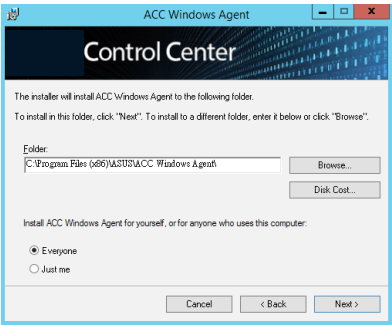 ACC Windows Agent
Control Center
The installer will install ACC Windows Agent to the following folder.
To install in this folder, click "Next". To install to a different folder, enter it below or click "Browse".
Folder:
C:\Program Files (x86)\ASUS\ACC Windows Agent\
Browse...
Disk Cost...
Install ACC Windows Agent for yourself, or for anyone who uses this computer:
Everyone
Just me
Cancel
< Back
Next >